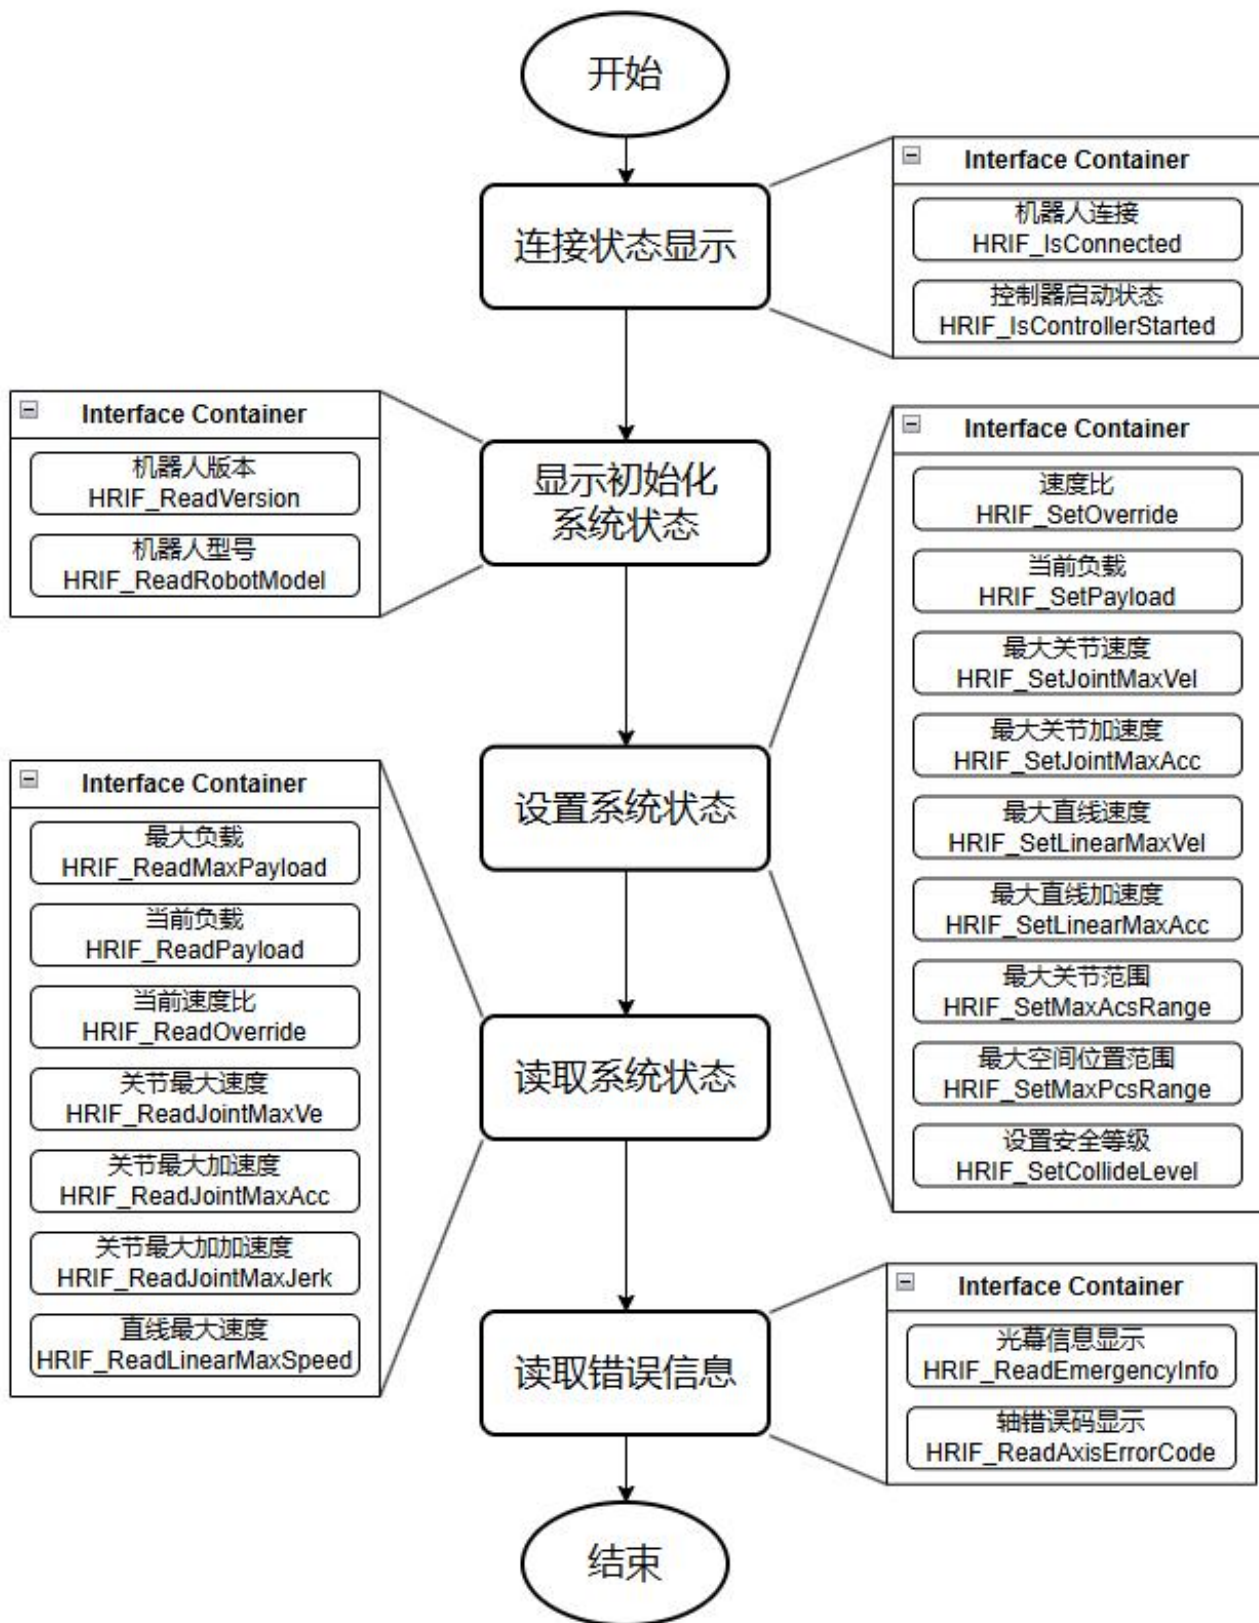 开始
连接状态显示
Interface Container
机器人连接
HRIF_IsConnected
控制器启动状态
HRIF_IsControllerStarted
Interface Container
机器人版本
HRIF_ReadVersion
机器人型号
HRIF_ReadRobotModel
显示初始化
系统状态
Interface Container
速度比
HRIF_SetOverride
当前负载
HRIF_SetPayload
最大关节速度
HRIF_SetJointMaxVel
最大关节加速度
HRIF_SetJointMaxAcc
最大直线速度
HRIF_SetLinearMaxVel
最大直线加速度
HRIF_SetLinearMaxAcc
最大关节范围
HRIF_SetMaxAcsRange
最大空间位置范围
HRIF_SetMaxPcsRange
设置安全等级
HRIF_SetCollideLevel
设置系统状态
Interface Container
最大负载
HRIF_ReadMaxPayload
当前负载
HRIF_ReadPayload
当前速度比
HRIF_ReadOverride
关节最大速度
HRIF_ReadJointMaxVe
关节最大加速度
HRIF_ReadJointMaxAcc
关节最大加加速度
HRIF_ReadJointMaxJerk
直线最大速度
HRIF_ReadLinearMaxSpeed
读取系统状态
读取错误信息
Interface Container
光幕信息显示
HRIF_ReadEmergencyInfo
轴错误码显示
HRIF_ReadAxisErrorCode
结束